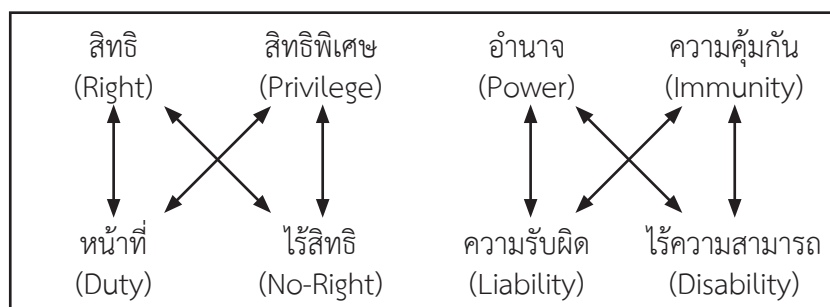 สิทธิ สิทธิพิเศษ อำนาจ ความคุ้มกัน
(Right) (Privilege) (Power) (Immunity)
หน้าที่ ไร้สิทธิ ความรับผิด ไร้ความสามารถ
(Duty) (No-Right) (Liability) (Disability)